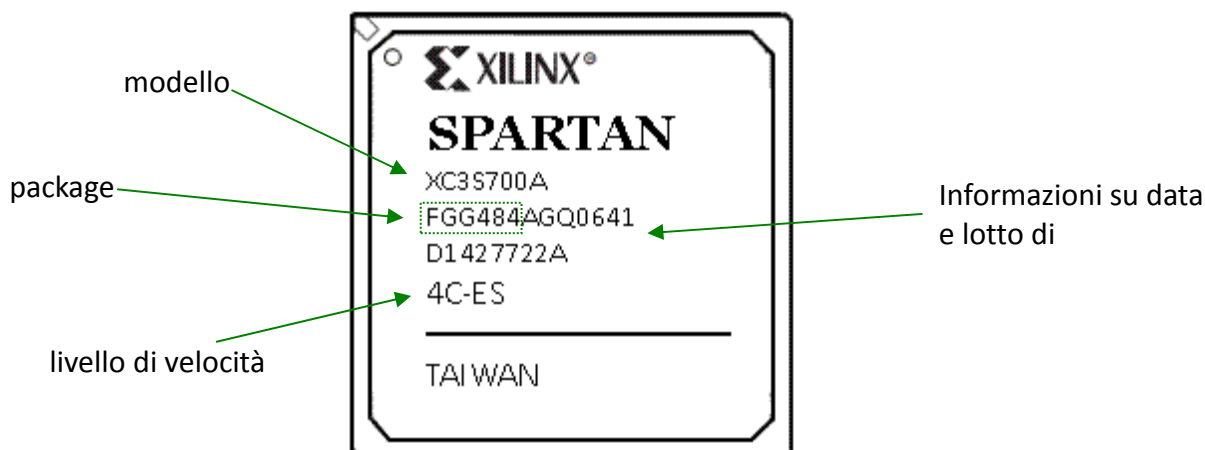 XILINX®
SPARTAN
modello
XC3S700A
package
FGG484AGQ0641
Informazioni su data
e lotto di
D1427722A
4C-ES
livello di velocità
TAIWAN